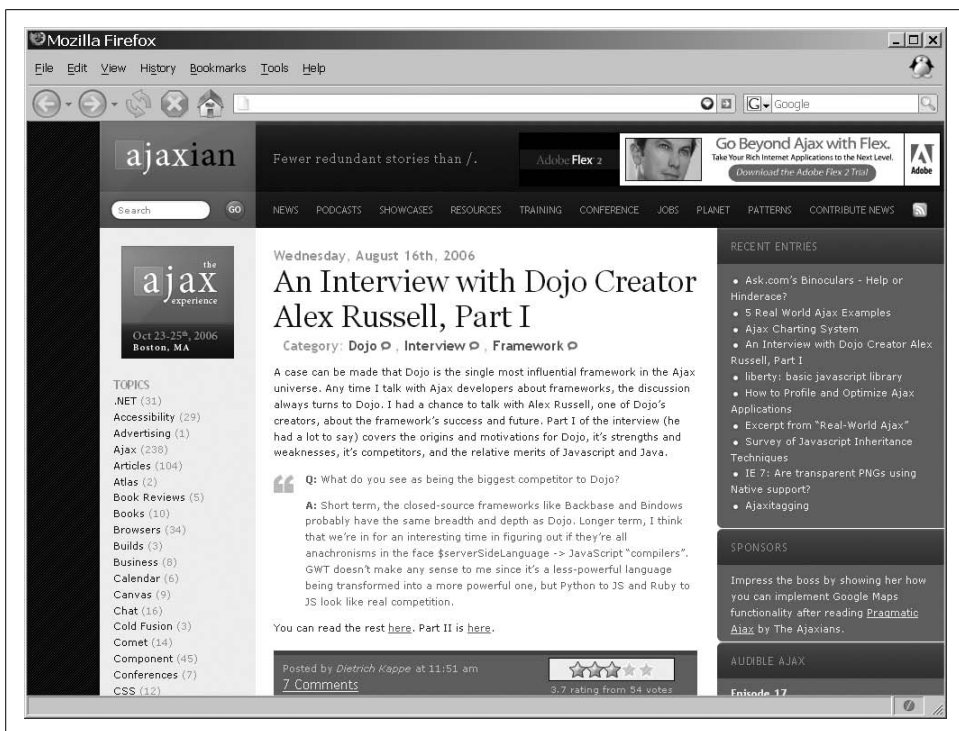 Mozilla Firefox
File Edit View History Bookmarks Tools Help
G Google
ajaxian
Fewer redundant stories than /.
Adobe Flex 2
Go Beyond Ajax with Flex.
Take Your Rich Internet Applications to the Next Level.
Download the Adobe Flex 2 Trial
Adobe
Search GO
NEWS PODCASTS SHOWCASES RESOURCES TRAINING CONFERENCE JOBS PLANET PATTERNS CONTRIBUTE NEWS
the
ajax
experience
Oct 23-25th, 2006
Boston, MA
TOPICS
.NET (31)
Accessibility (29)
Advertising (1)
Ajax (238)
Articles (104)
Atlas (2)
Book Reviews (5)
Books (10)
Browsers (34)
Builds (3)
Business (8)
Calendar (6)
Canvas (9)
Chat (16)
Cold Fusion (3)
Comet (14)
Component (45)
Conferences (7)
CSS (12)
Wednesday, August 16th, 2006
An Interview with Dojo Creator
Alex Russell, Part I
Category: Dojo , Interview , Framework
A case can be made that Dojo is the single most influential framework in the Ajax
universe. Any time I talk with Ajax developers about frameworks, the discussion
always turns to Dojo. I had a chance to talk with Alex Russell, one of Dojo's
creators, about the framework's success and future. Part I of the interview (he
had a lot to say) covers the origins and motivations for Dojo, it's strengths and
weaknesses, it's competitors, and the relative merits of Javascript and Java.
Q: What do you see as being the biggest competitor to Dojo?
A: Short term, the closed-source frameworks like Backbase and Bindows
probably have the same breadth and depth as Dojo. Longer term, I think
that we're in for an interesting time in figuring out if they're all
anachronisms in the face $serverSideLanguage -> JavaScript "compilers".
GWT doesn't make any sense to me since it's a less-powerful language
being transformed into a more powerful one, but Python to JS and Ruby to
JS look like real competition.
You can read the rest here. Part II is here.
Posted by Dietrich Kappe at 11:51 am
7 Comments
3.7 rating from 54 votes
RECENT ENTRIES
• Ask.com's Binoculars - Help or
Hinderace?
• 5 Real World Ajax Examples
• Ajax Charting System
• An Interview with Dojo Creator Alex
Russell, Part I
• liberty: basic javascript library
• How to Profile and Optimize Ajax
Applications
• Excerpt from "Real-World Ajax"
• Survey of Javascript Inheritance
Techniques
• IE 7: Are transparent PNGs using
Native support?
• Ajaxitagging
SPONSORS
Impress the boss by showing her how
you can implement Google Maps
functionality after reading Pragmatic
Ajax by The Ajaxians.
AUDIBLE AJAX
Episode 17